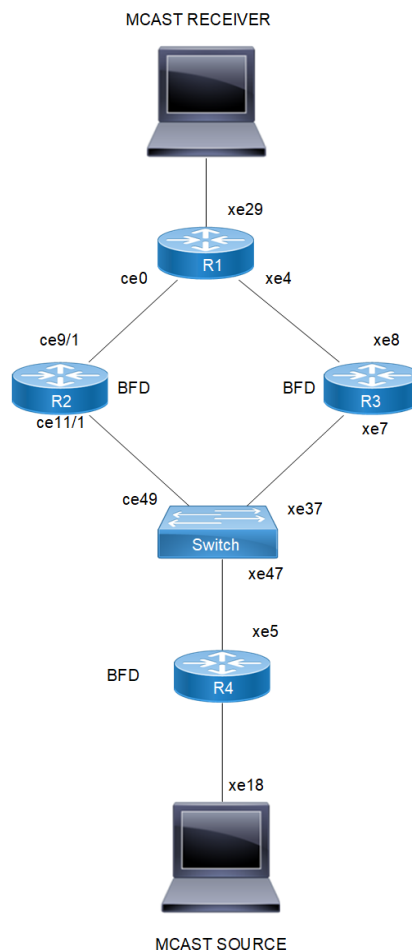 MCAST RECEIVER
xe29
R1
ce0
xe4
ce9/1
xe8
R2
BFD
BFD
R3
ce11/1
xe7
ce49
xe37
Switch
xe47
xe5
BFD
R4
xe18
MCAST SOURCE